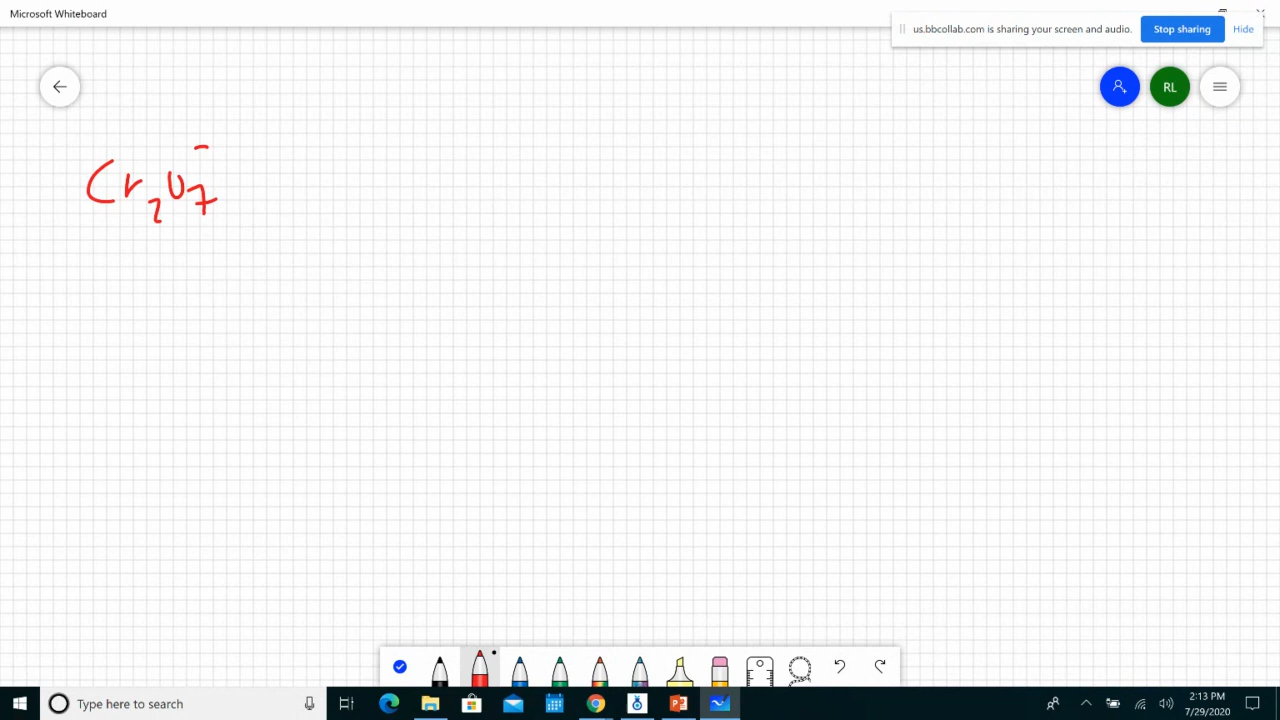 Microsoft Whiteboard
us.bbcollab.com is sharing your screen and audio.
Stop sharing
Hide
RL
Cr₂O₇⁻
Type here to search
2:13 PM
7/29/2020